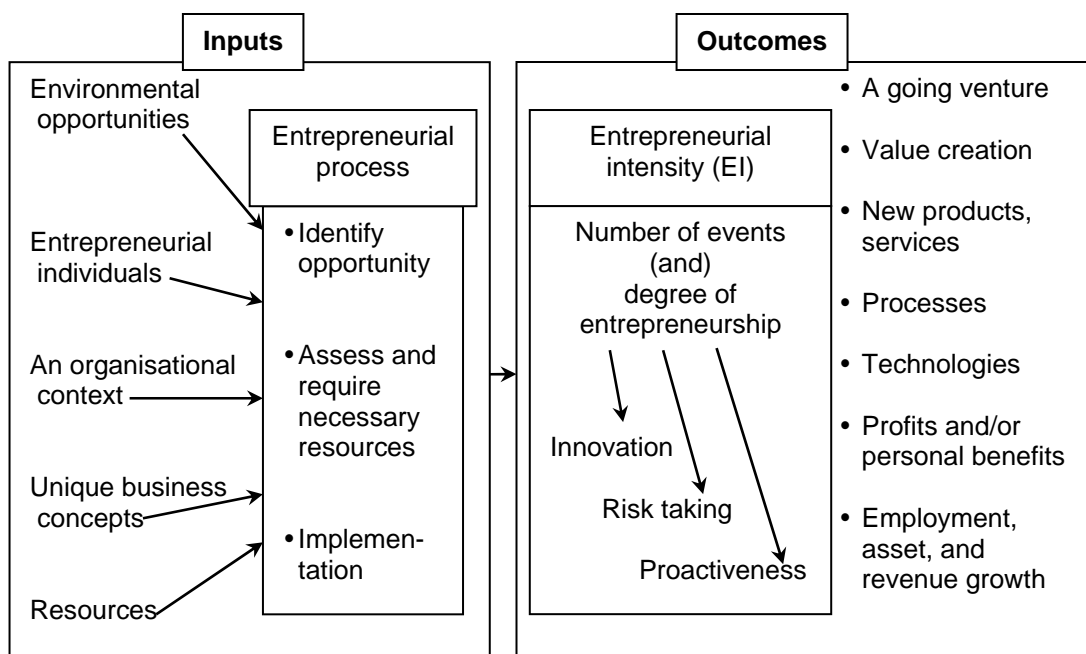 Inputs
Environmental
opportunities
Entrepreneurial
individuals
An organisational
context
Unique business
concepts
Resources
Entrepreneurial
process
• Identify
opportunity
• Assess and
require
necessary
resources
• Implemen-
tation
Outcomes
Entrepreneurial
intensity (EI)
Number of events
(and)
degree of
entrepreneurship
Innovation
Risk taking
Proactiveness
• A going venture
• Value creation
• New products,
services
• Processes
• Technologies
• Profits and/or
personal benefits
• Employment,
asset, and
revenue growth